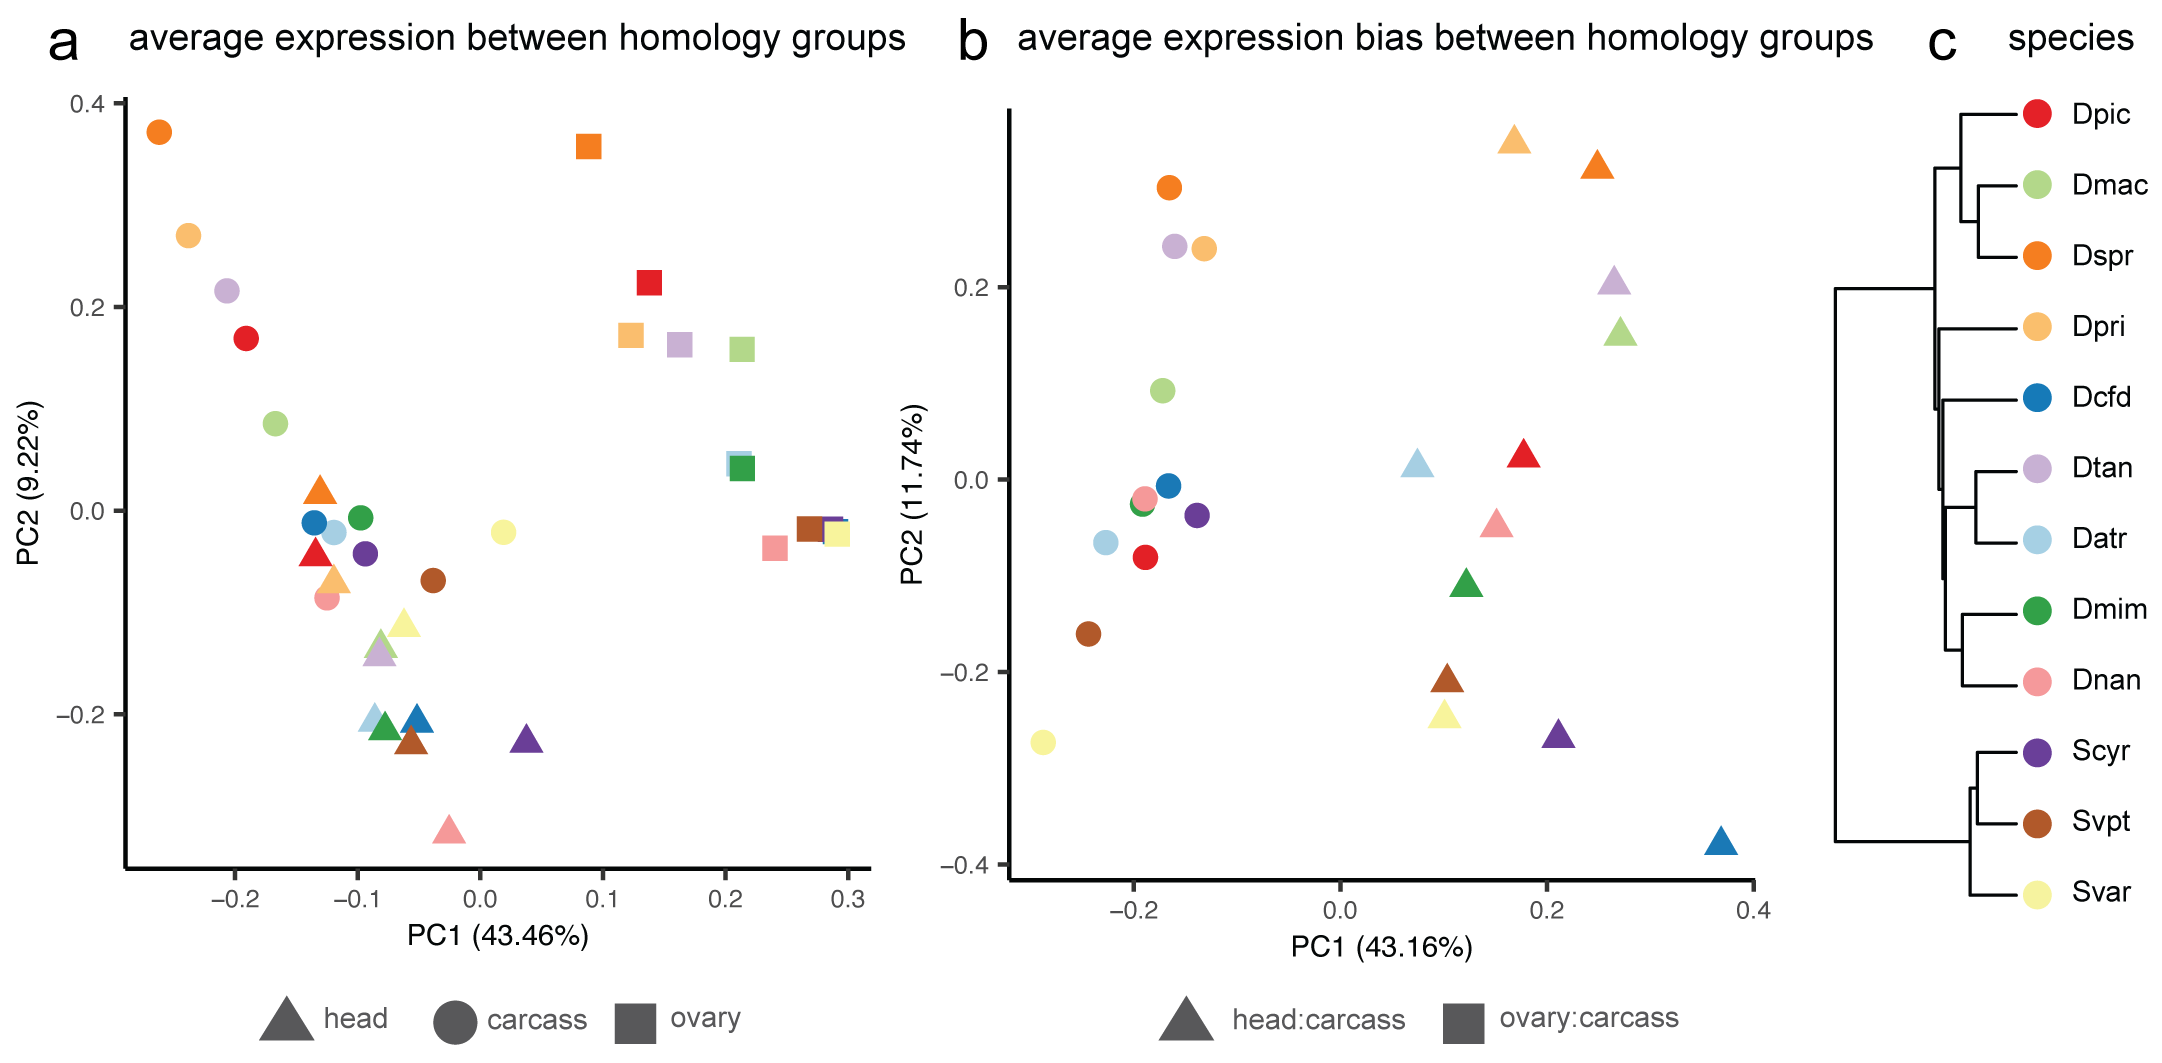 a average expression between homology groups
0.4
0.2
0.0
−0.2
PC2 (9.22%)
−0.2 −0.1 0.0 0.1 0.2 0.3
PC1 (43.46%)
head carcass ovary
b average expression bias between homology groups
0.2
0.0
−0.2
−0.4
PC2 (11.74%)
−0.2 0.0 0.2 0.4
PC1 (43.16%)
head:carcass ovary:carcass
c species
Dpic
Dmac
Dspr
Dpri
Dcfd
Dtan
Datr
Dmim
Dnan
Scyr
Svpt
Svar